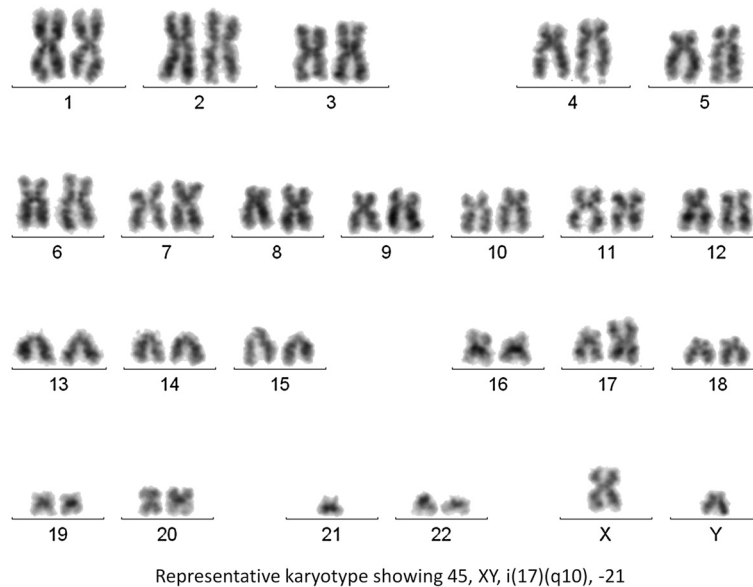 1 2 3 4 5
6 7 8 9 10 11 12
13 14 15 16 17 18
19 20 21 22 X Y
Representative karyotype showing 45, XY, i(17)(q10), -21